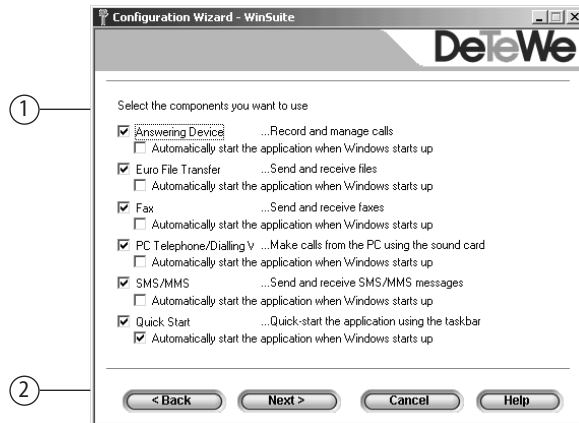 Configuration Wizard - WinSuite
DeTeWe
1
Select the components you want to use
Answering Device ...Record and manage calls
Automatically start the application when Windows starts up
Euro File Transfer ...Send and receive files
Automatically start the application when Windows starts up
Fax ...Send and receive faxes
Automatically start the application when Windows starts up
PC Telephone/Dialling V ...Make calls from the PC using the sound card
Automatically start the application when Windows starts up
SMS/MMS ...Send and receive SMS/MMS messages
Automatically start the application when Windows starts up
Quick Start ...Quick-start the application using the taskbar
Automatically start the application when Windows starts up
2
< Back Next > Cancel Help